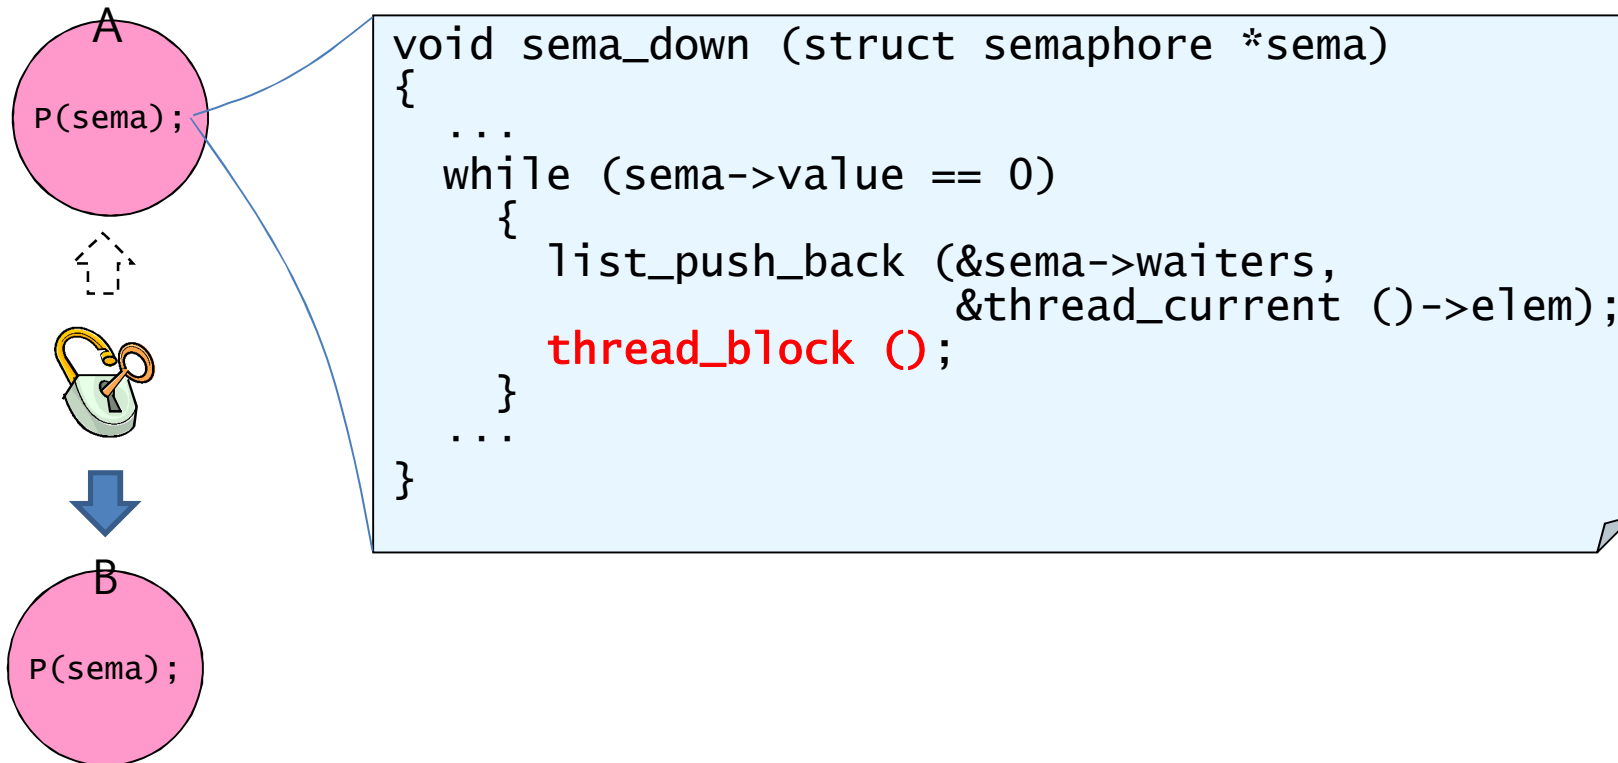 A
P(sema);
void sema_down (struct semaphore *sema)
{
...
while (sema->value == 0)
{
list_push_back (&sema->waiters,
&thread_current ()->elem);
thread_block ();
}
...
}
B
P(sema);